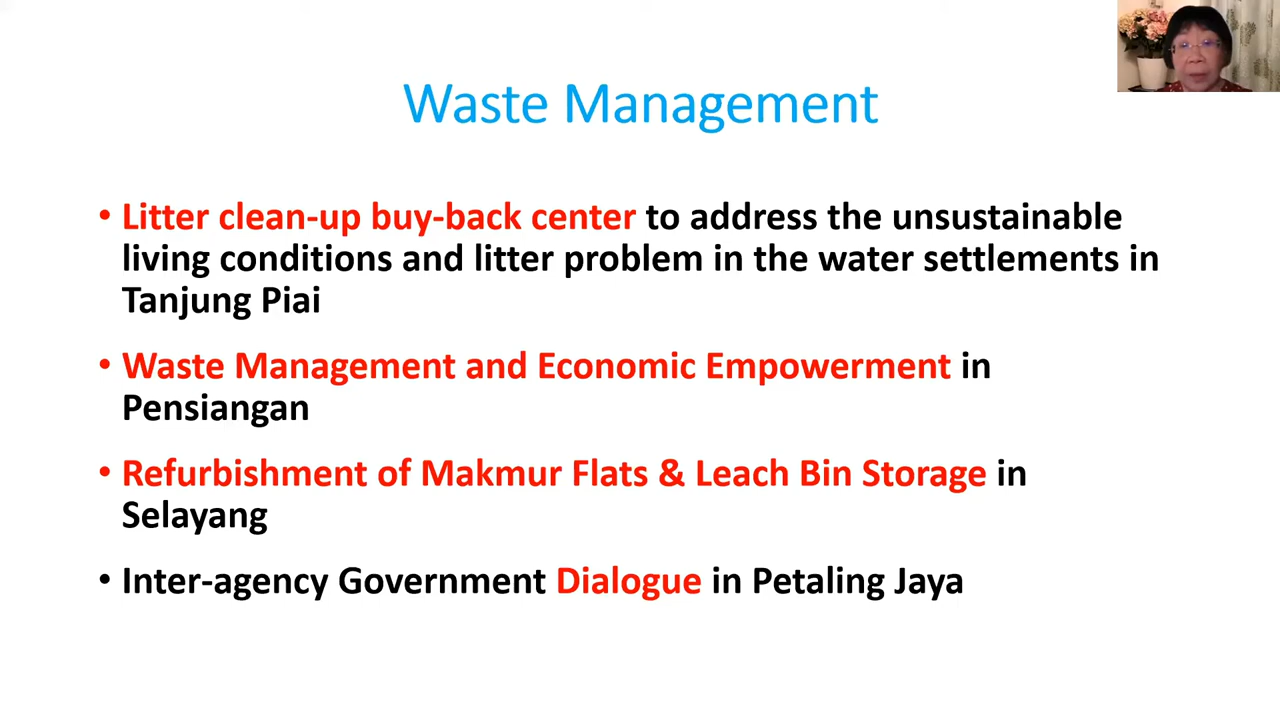 Waste Management
• Litter clean-up buy-back center to address the unsustainable
living conditions and litter problem in the water settlements in
Tanjung Piai
• Waste Management and Economic Empowerment in
Pensiangan
• Refurbishment of Makmur Flats & Leach Bin Storage in
Selayang
• Inter-agency Government Dialogue in Petaling Jaya